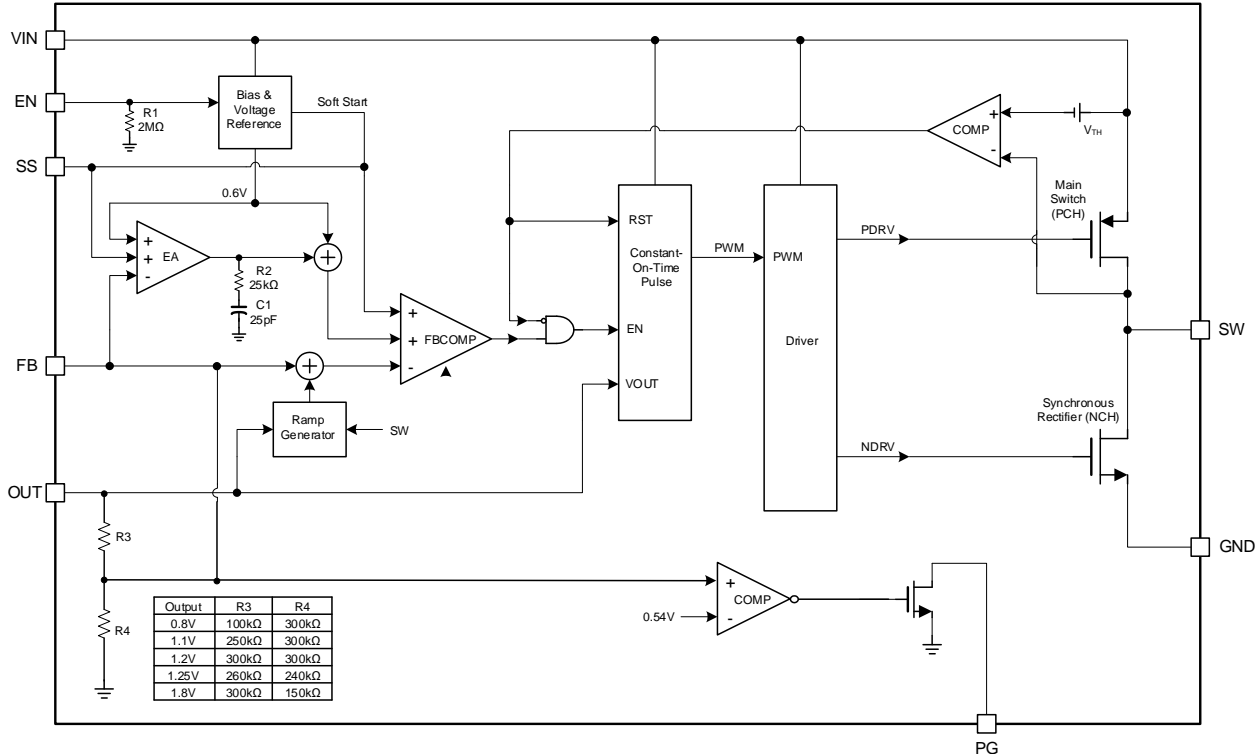 VIN
EN
R1
2MΩ
Bias &
Voltage
Reference
Soft Start
SS
0.6V
+
+
-
EA
R2
25kΩ
C1
25pF
+
+
+
-
FBCOMP
FB
+
Ramp
Generator
SW
OUT
R3
R4
Output R3 R4
0.8V 100kΩ 300kΩ
1.1V 250kΩ 300kΩ
1.2V 300kΩ 300kΩ
1.25V 260kΩ 240kΩ
1.8V 300kΩ 150kΩ
RST
Constant-
On-Time
Pulse
EN
VOUT
PWM
PWM
Driver
PDRV
NDRV
+
-
COMP
VTH
Main
Switch
(PCH)
SW
Synchronous
Rectifier (NCH)
GND
+
-
COMP
0.54V
PG